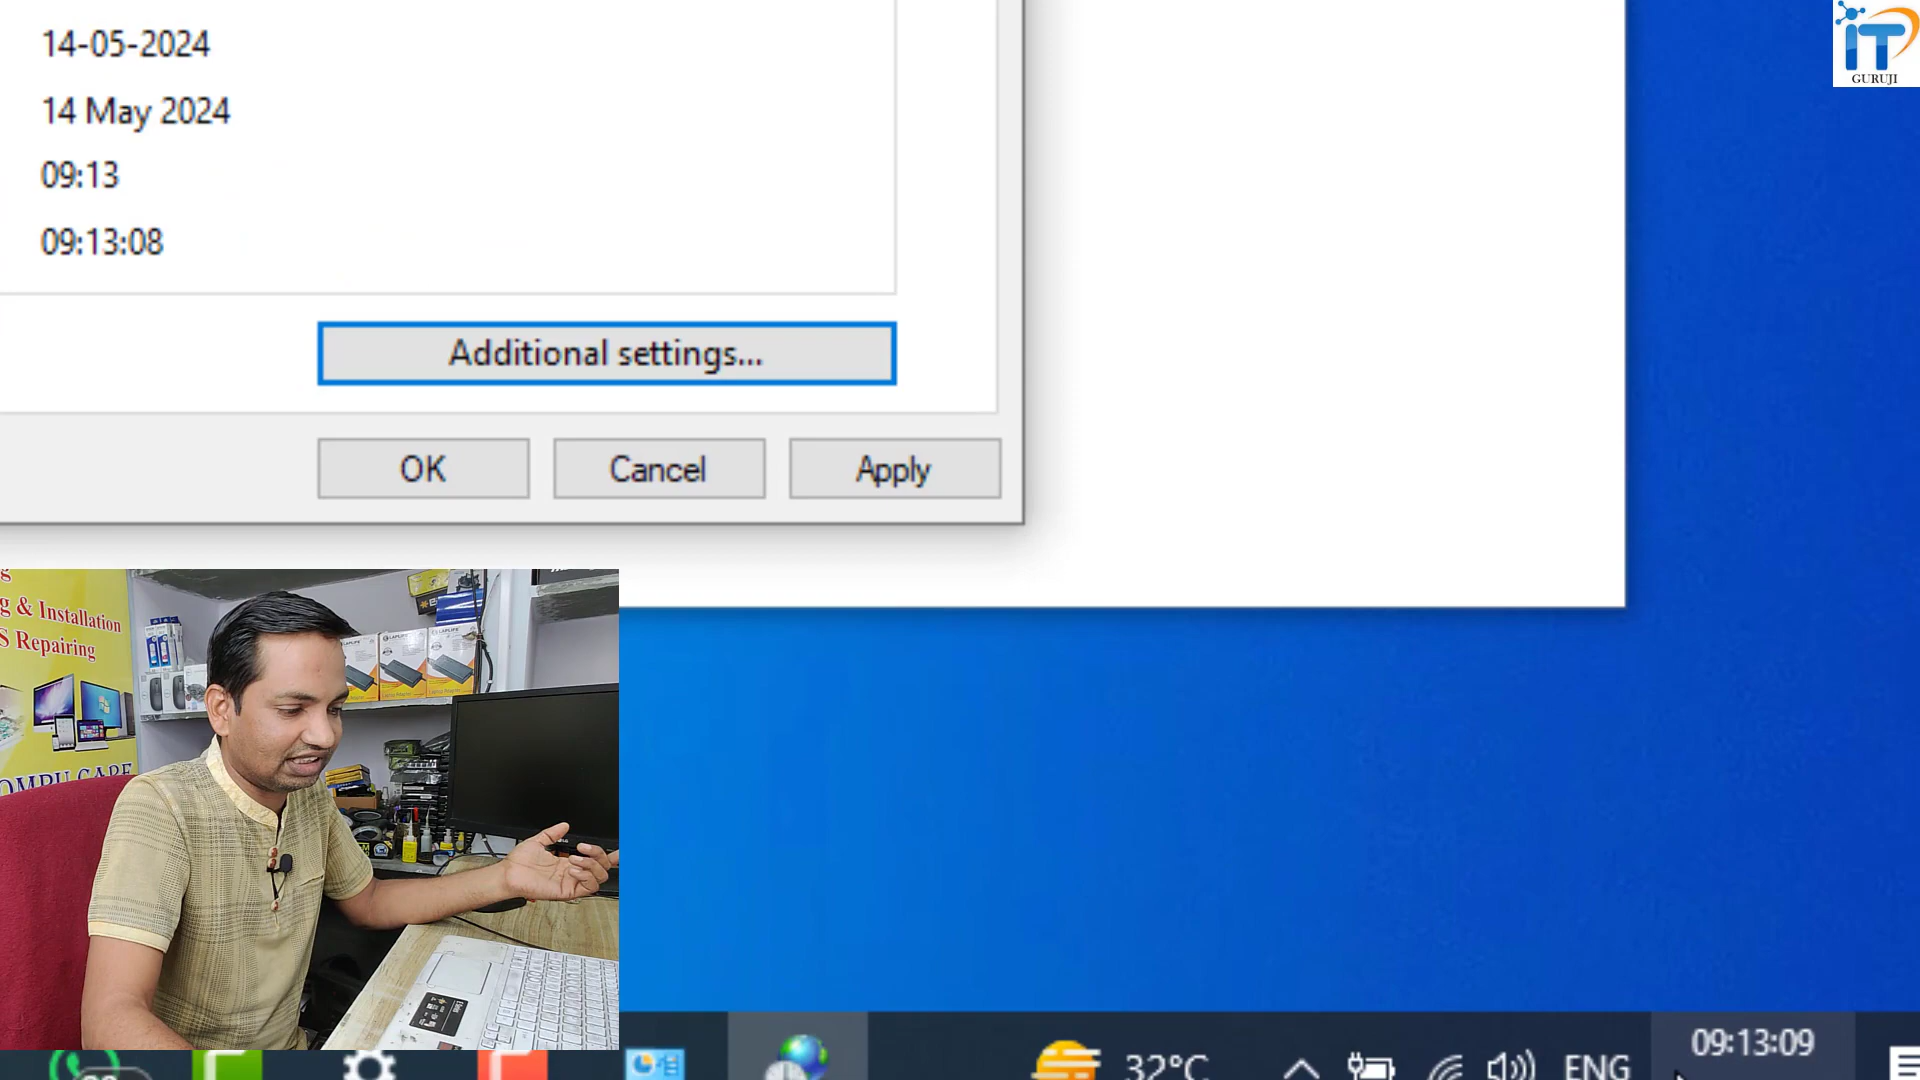 14-05-2024
14 May 2024
09:13
09:13:08
Additional settings...
OK
Cancel
Apply
iT
GURUJI
g & Installation
S Repairing
32°C
ENG
09:13:09